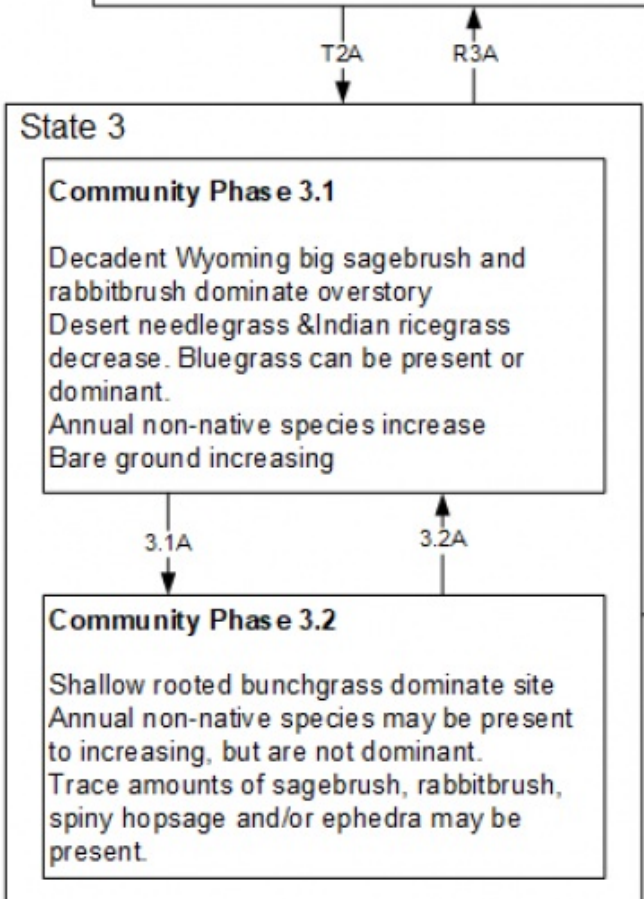 T2A
R3A
State 3
Community Phase 3.1
Decadent Wyoming big sagebrush and
rabbitbrush dominate overstory
Desert needlegrass &Indian ricegrass
decrease. Bluegrass can be present or
dominant.
Annual non-native species increase
Bare ground increasing
3.1A
3.2A
Community Phase 3.2
Shallow rooted bunchgrass dominate site
Annual non-native species may be present
to increasing, but are not dominant.
Trace amounts of sagebrush, rabbitbrush,
spiny hopsage and/or ephedra may be
present.